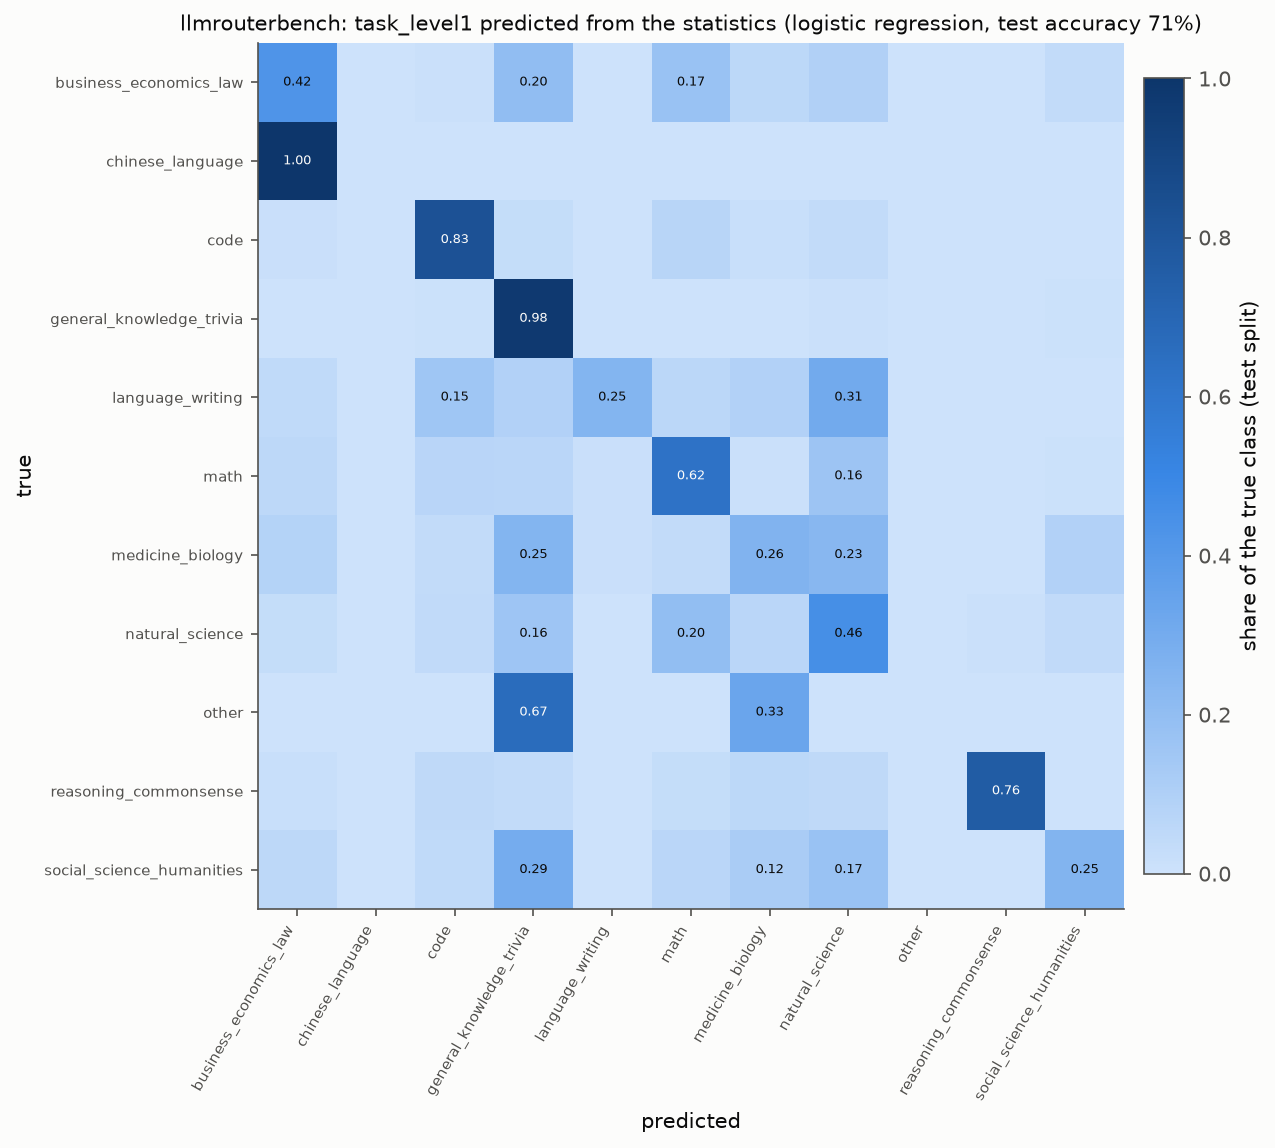 llmrouterbench: task_level1 predicted from the statistics (logistic regression, test accuracy 71%)
true
business_economics_law 0.42 0.20 0.17
chinese_language 1.00
code 0.83
general_knowledge_trivia 0.98
language_writing 0.15 0.25 0.31
math 0.62 0.16
medicine_biology 0.25 0.26 0.23
natural_science 0.16 0.20 0.46
other 0.67 0.33
reasoning_commonsense 0.76
social_science_humanities 0.29 0.12 0.17 0.25
business_economics_law
chinese_language
code
general_knowledge_trivia
language_writing
math
medicine_biology
natural_science
other
reasoning_commonsense
social_science_humanities
predicted
1.0
0.8
0.6
0.4
0.2
0.0
share of the true class (test split)